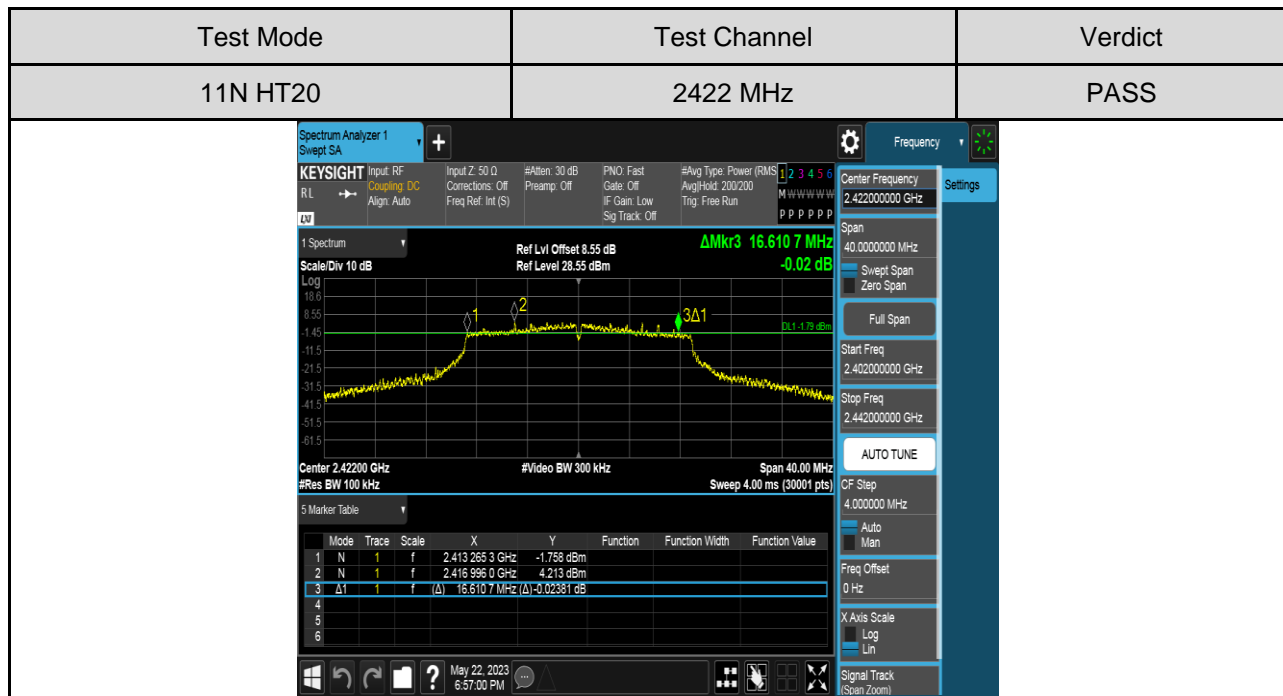 Test Mode Test Channel Verdict
11N HT20 2422 MHz PASS
Spectrum Analyzer 1
Swept SA
+
Frequency
KEYSIGHT Input: RF Input Z: 50 Ω #Atten: 30 dB PNO: Fast #Avg Type: Power (RMS 1 2 3 4 5 6
RL Coupling: DC Corrections: Off Preamp: Off Gate: Off Avg|Hold: 200/200 M W W W W W
Align: Auto Freq Ref: Int (S) IF Gain: Low Trig: Free Run
LXI Sig Track: Off P P P P P P
Center Frequency
2.422000000 GHz
Settings
Span
40.0000000 MHz
Swept Span
Zero Span
Full Span
Start Freq
2.402000000 GHz
Stop Freq
2.442000000 GHz
AUTO TUNE
CF Step
4.000000 MHz
Auto
Man
Freq Offset
0 Hz
X Axis Scale
Log
Lin
Signal Track
(Span Zoom)
1 Spectrum
Ref Lvl Offset 8.55 dB ΔMkr3 16.610 7 MHz
Scale/Div 10 dB Ref Level 28.55 dBm -0.02 dB
Log
18.6
8.55
-1.45
-11.5
-21.5
-31.5
-41.5
-51.5
-61.5
1
2
3Δ1
DL1 -1.79 dBm
Center 2.42200 GHz #Video BW 300 kHz Span 40.00 MHz
#Res BW 100 kHz Sweep 4.00 ms (30001 pts)
5 Marker Table
Mode Trace Scale X Y Function Function Width Function Value
1 N 1 f 2.413 265 3 GHz -1.758 dBm
2 N 1 f 2.416 996 0 GHz 4.213 dBm
3 Δ1 1 f (Δ) 16.610 7 MHz (Δ) -0.02381 dB
4
5
6
?
May 22, 2023
6:57:00 PM